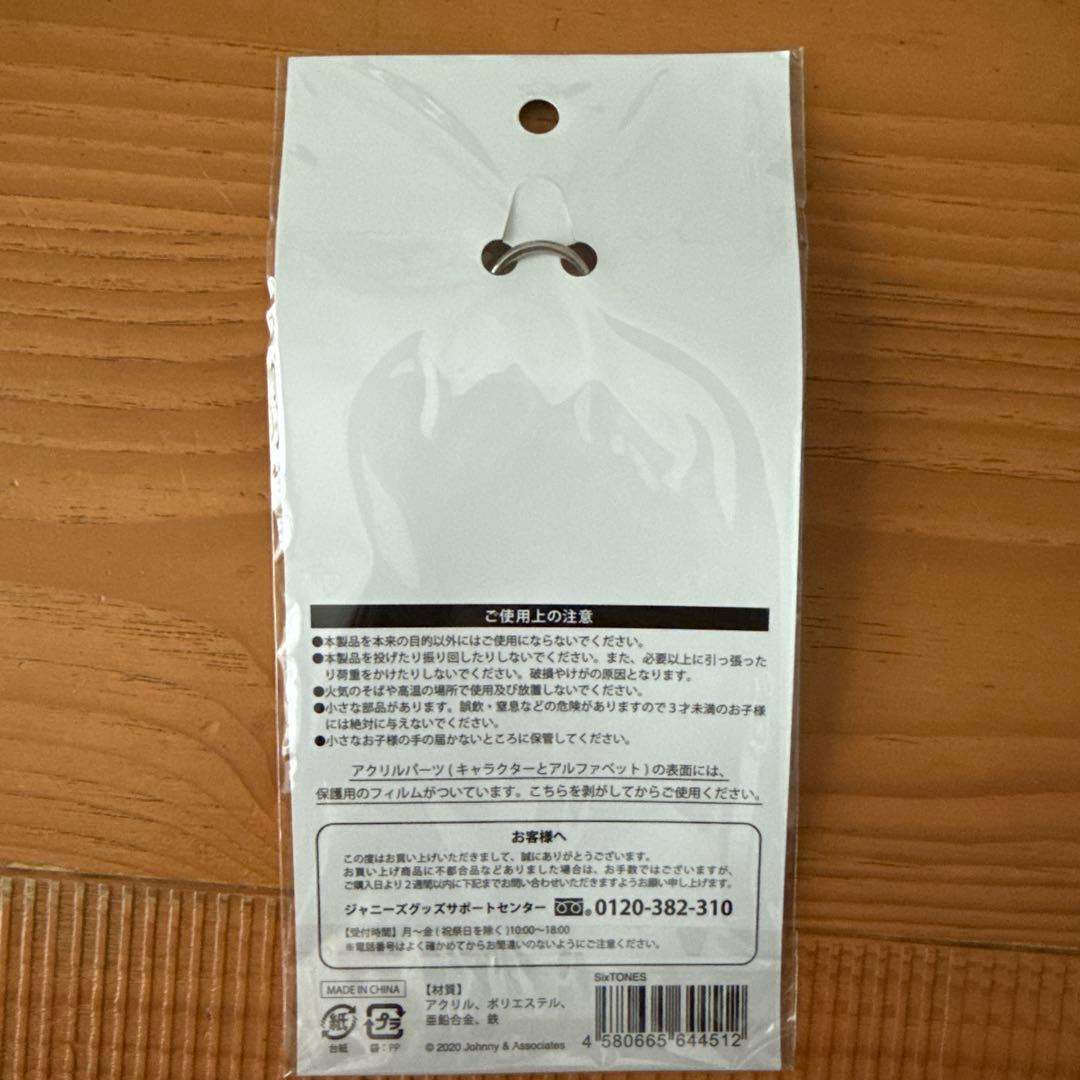 ご使用上の注意
●本製品を本来の目的以外にはご使用にならないでください。
●本製品を投げたり振り回したりしないでください。また、必要以上に引っ張った
り荷重をかけたりしないでください。破損やけがの原因となります。
●火気のそばや高温の場所で使用及び放置しないでください。
●小さな部品があります。誤飲・窒息などの危険がありますので３才未満のお子様
には絶対に与えないでください。
●小さなお子様の手の届かないところに保管してください。
アクリルパーツ(キャラクターとアルファベット)の表面には、
保護用のフィルムがついています。こちらを剥がしてからご使用ください。
お客様へ
この度はお買い上げいただきまして、誠にありがとうございます。
お買い上げ商品に不都合品などありました場合は、お手数ではございますが、
ご購入日より２週間以内に下記までお問い合わせいただきますようお願い申し上げます。
ジャニーズグッズサポートセンター 0120-382-310
【受付時間】月～金(祝祭日を除く)10:00～18:00
※電話番号はよく確かめてからお間違いのないようにご注意ください。
MADE IN CHINA
【材質】
アクリル、ポリエステル、
亜鉛合金、鉄
紙
台紙
プラ
袋：PP
© 2020 Johnny & Associates
SixTONES
4 580665 644512